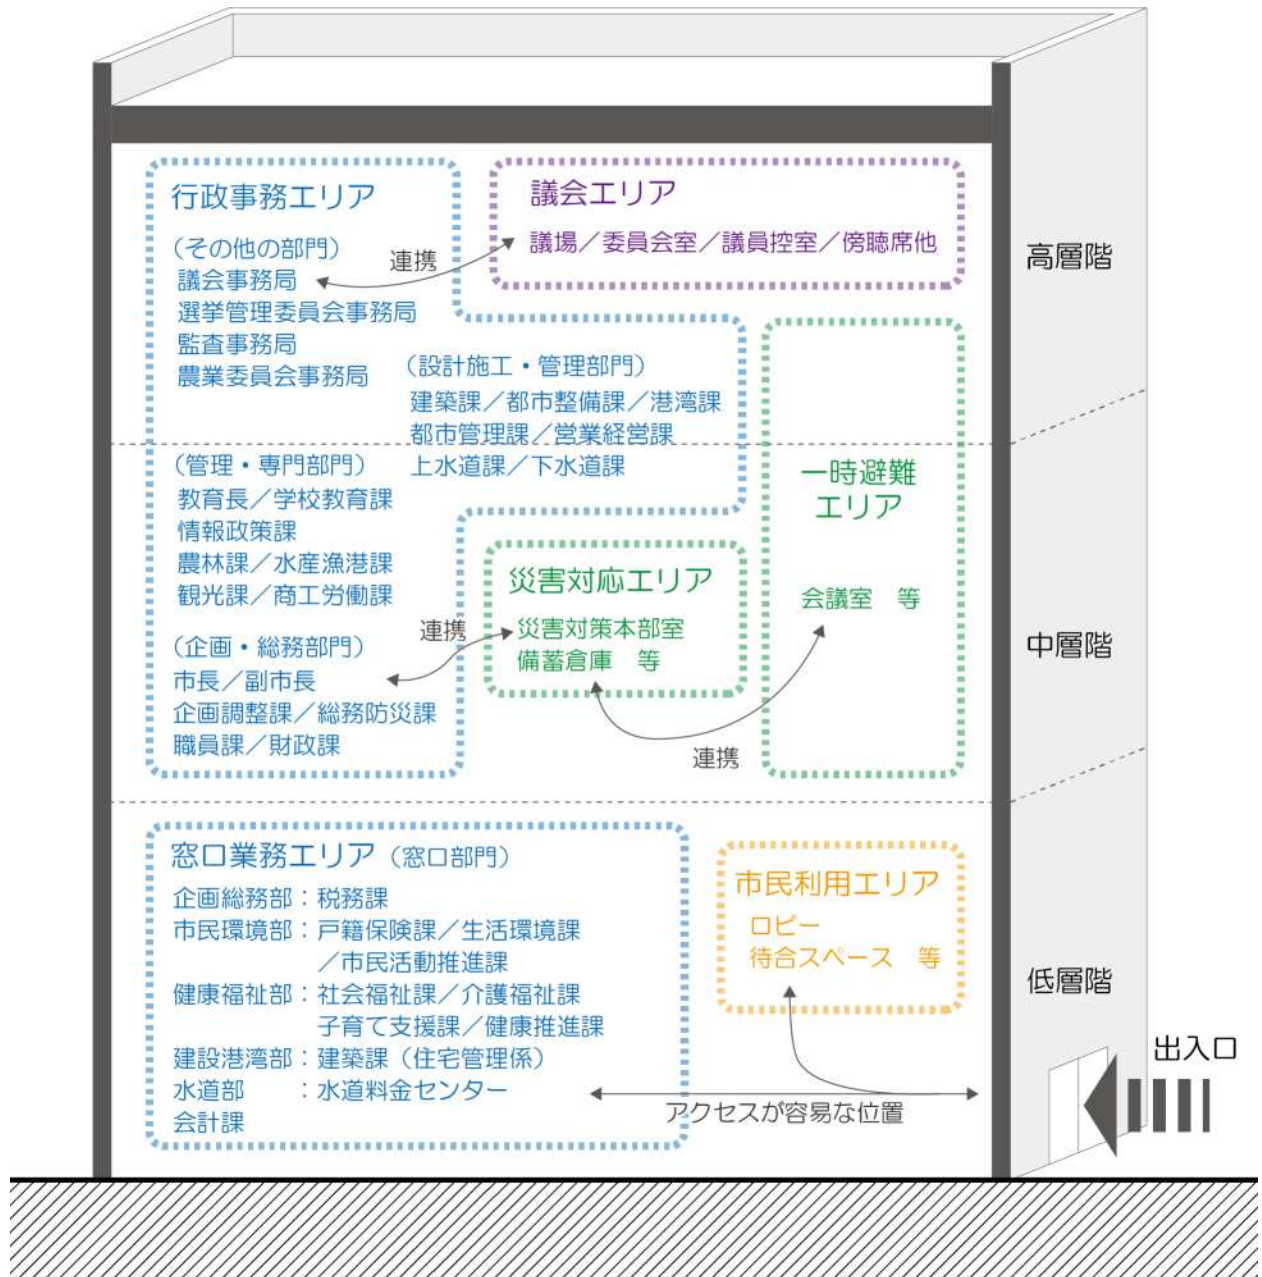 行政事務エリア
（その他の部門）
議会事務局
選挙管理委員会事務局
監査事務局
農業委員会事務局
連携
議会エリア
議場／委員会室／議員控室／傍聴席他
高層階
（設計施工・管理部門）
建築課／都市整備課／港湾課
都市管理課／営業経営課
上水道課／下水道課
（管理・専門部門）
教育長／学校教育課
情報政策課
農林課／水産漁港課
観光課／商工労働課
（企画・総務部門）
市長／副市長
企画調整課／総務防災課
職員課／財政課
連携
災害対応エリア
災害対策本部室
備蓄倉庫　等
連携
一時避難
エリア
会議室　等
中層階
窓口業務エリア（窓口部門）
企画総務部：税務課
市民環境部：戸籍保険課／生活環境課
／市民活動推進課
健康福祉部：社会福祉課／介護福祉課
子育て支援課／健康推進課
建設港湾部：建築課（住宅管理係）
水道部　　：水道料金センター
会計課
市民利用エリア
ロビー
待合スペース　等
アクセスが容易な位置
低層階
出入口